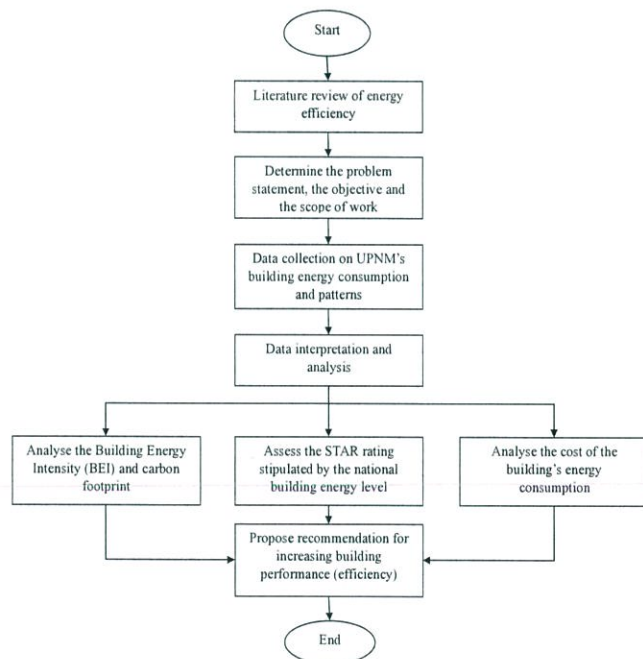 Start
Literature review of energy
efficiency
Determine the problem
statement, the objective and
the scope of work
Data collection on UPNM's
building energy consumption
and patterns
Data interpretation and
analysis
Analyse the Building Energy
Intensity (BEI) and carbon
footprint
Assess the STAR rating
stipulated by the national
building energy level
Analyse the cost of the
building's energy
consumption
Propose recommendation for
increasing building
performance (efficiency)
End